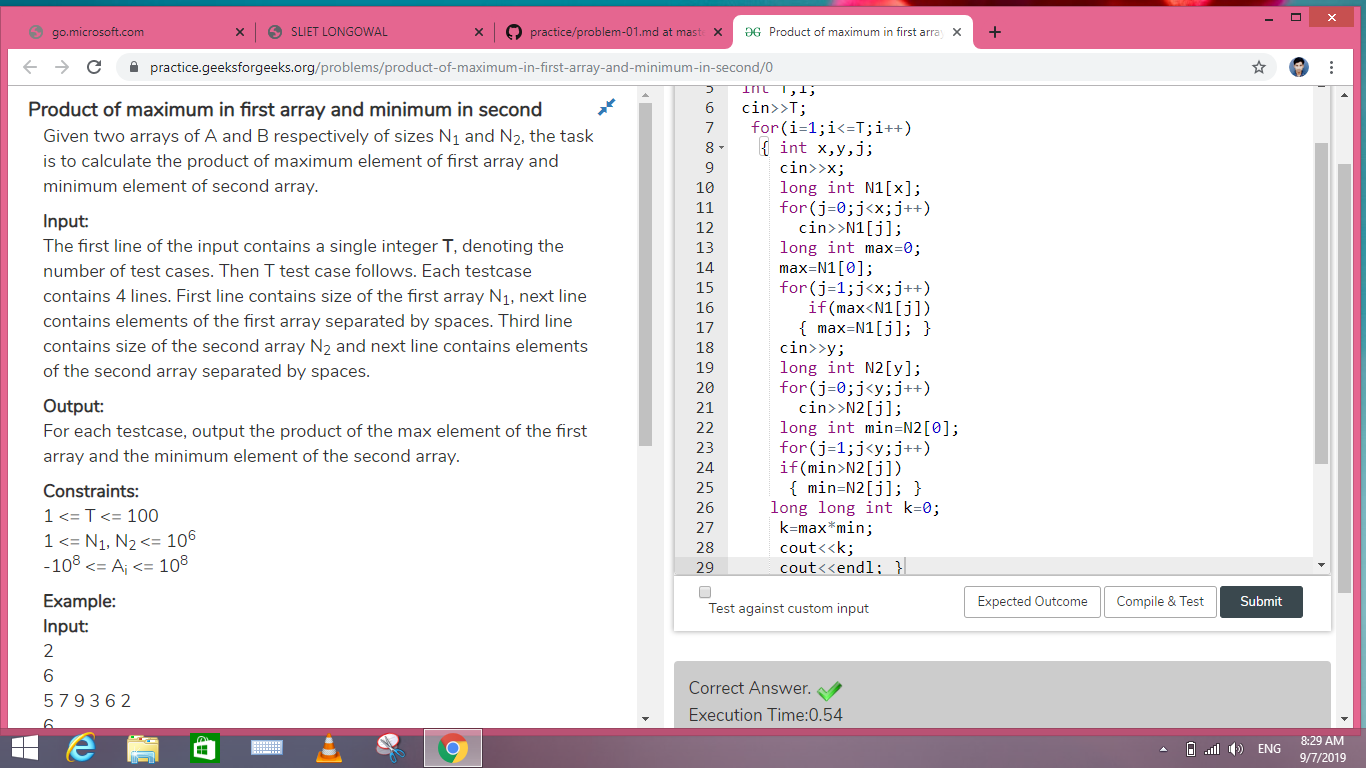 go.microsoft.com
SLIET LONGOWAL
practice/problem-01.md at mast
Product of maximum in first arra
practice.geeksforgeeks.org/problems/product-of-maximum-in-first-array-and-minimum-in-second/0
Product of maximum in first array and minimum in second
Given two arrays of A and B respectively of sizes N1 and N2, the task
is to calculate the product of maximum element of first array and
minimum element of second array.
Input:
The first line of the input contains a single integer T, denoting the
number of test cases. Then T test case follows. Each testcase
contains 4 lines. First line contains size of the first array N1, next line
contains elements of the first array separated by spaces. Third line
contains size of the second array N2 and next line contains elements
of the second array separated by spaces.
Output:
For each testcase, output the product of the max element of the first
array and the minimum element of the second array.
Constraints:
1 <= T <= 100
1 <= N1, N2 <= 10^6
-10^8 <= Ai <= 10^8
Example:
Input:
2
6
5 7 9 3 6 2
6
5 int T,i;
6 cin>>T;
7 for(i=1;i<=T;i++)
8 { int x,y,j;
9 cin>>x;
10 long int N1[x];
11 for(j=0;j<x;j++)
12 cin>>N1[j];
13 long int max=0;
14 max=N1[0];
15 for(j=1;j<x;j++)
16 if(max<N1[j])
17 { max=N1[j]; }
18 cin>>y;
19 long int N2[y];
20 for(j=0;j<y;j++)
21 cin>>N2[j];
22 long int min=N2[0];
23 for(j=1;j<y;j++)
24 if(min>N2[j])
25 { min=N2[j]; }
26 long long int k=0;
27 k=max*min;
28 cout<<k;
29 cout<<endl; }
Test against custom input
Expected Outcome
Compile & Test
Submit
Correct Answer.
Execution Time:0.54
ENG
8:29 AM
9/7/2019